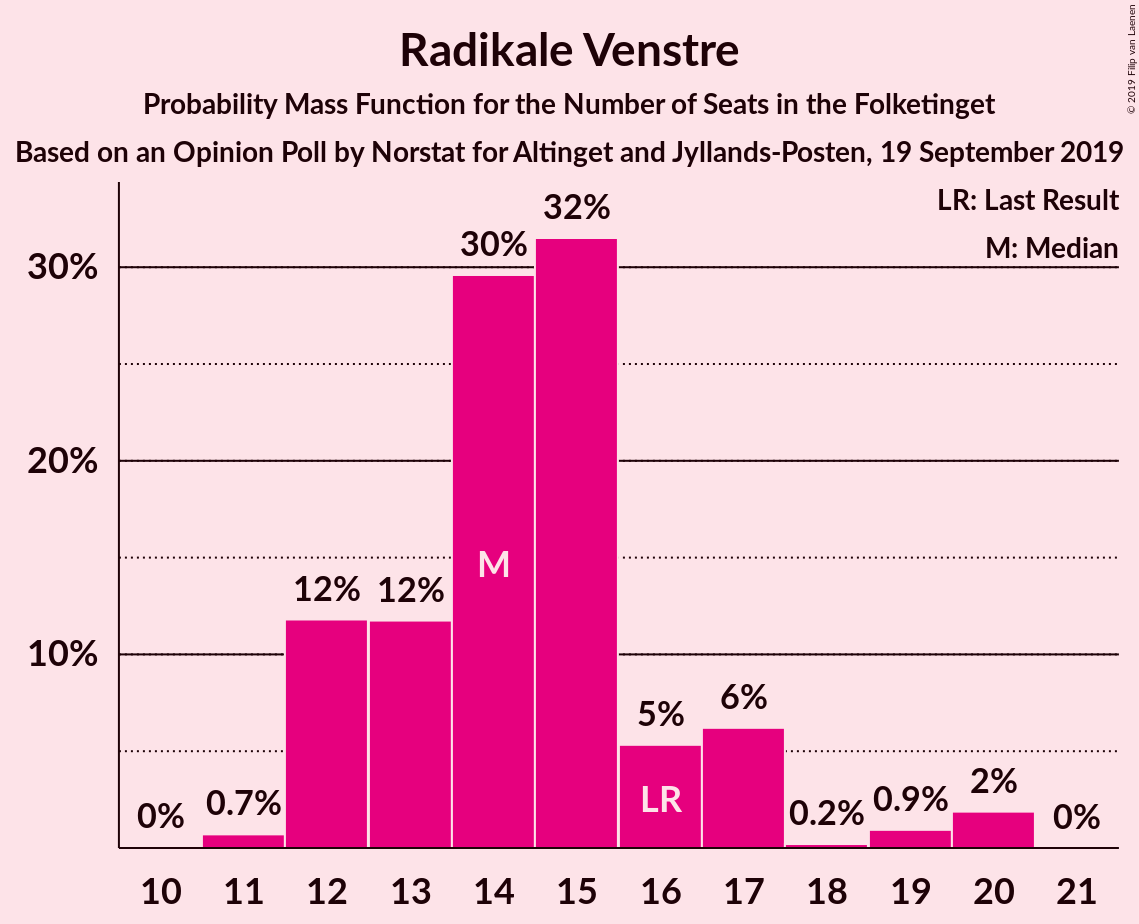 Radikale Venstre
Probability Mass Function for the Number of Seats in the Folketinget
Based on an Opinion Poll by Norstat for Altinget and Jyllands-Posten, 19 September 2019
© 2019 Filip van Laenen
LR: Last Result
M: Median
30%
20%
10%
0%
0.7%
12%
12%
30%
32%
5%
6%
0.2%
0.9%
2%
0%
M
LR
10 11 12 13 14 15 16 17 18 19 20 21